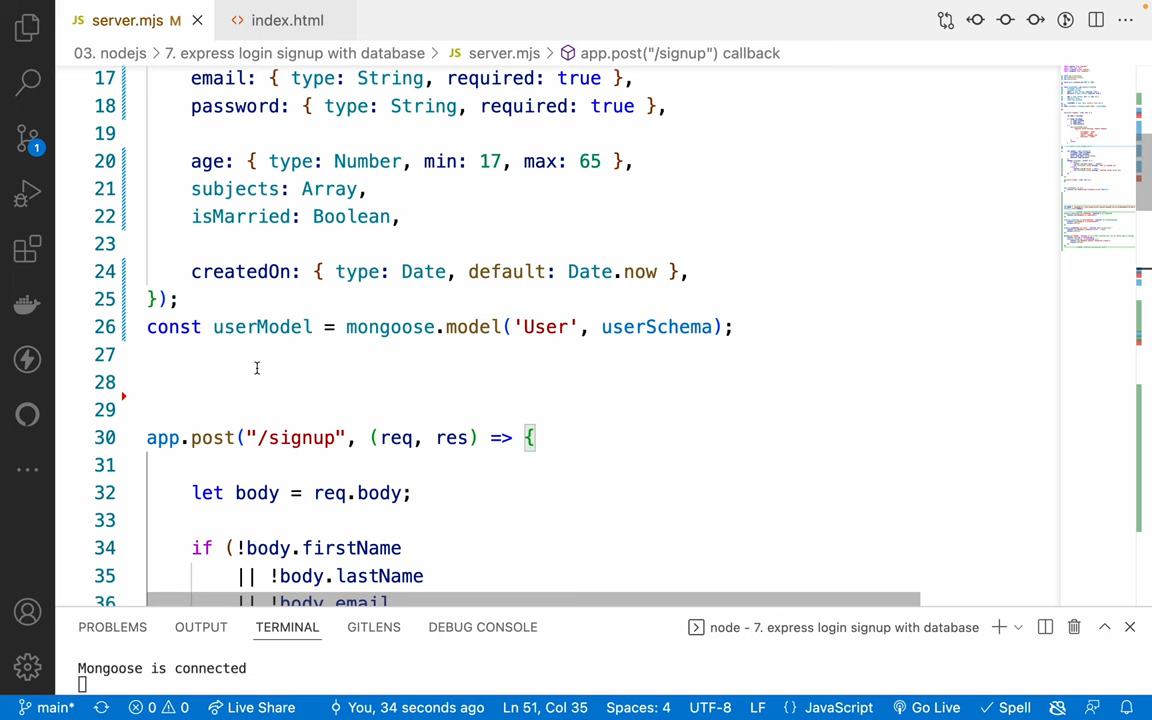 JS server.mjs M
<> index.html
03. nodejs > 7. express login signup with database > JS server.mjs > app.post("/signup") callback
17 email: { type: String, required: true },
18 password: { type: String, required: true },
19
20 age: { type: Number, min: 17, max: 65 },
21 subjects: Array,
22 isMarried: Boolean,
23
24 createdOn: { type: Date, default: Date.now },
25 });
26 const userModel = mongoose.model('User', userSchema);
27
28
29
30 app.post("/signup", (req, res) => {
31
32 let body = req.body;
33
34 if (!body.firstName
35 || !body.lastName
36 || !body.email
1
PROBLEMS OUTPUT TERMINAL GITLENS DEBUG CONSOLE
node - 7. express login signup with database
Mongoose is connected
main* 0 0 Live Share You, 34 seconds ago Ln 51, Col 35 Spaces: 4 UTF-8 LF {} JavaScript Go Live Spell